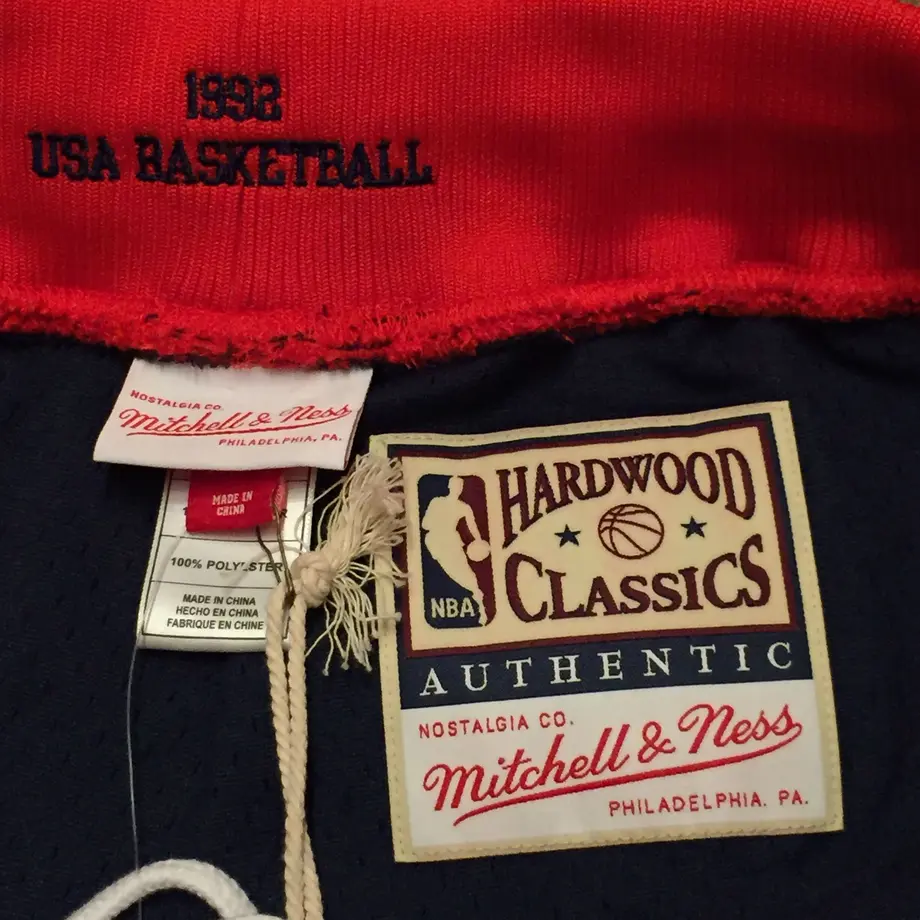 1992
USA BASKETBALL
NOSTALGIA CO.
Mitchell & Ness
PHILADELPHIA, PA.
MADE IN
CHINA
100% POLYESTER
MADE IN CHINA
HECHO EN CHINA
FABRIQUE EN CHINE
NBA
HARDWOOD
CLASSICS
AUTHENTIC
NOSTALGIA CO.
Mitchell & Ness
PHILADELPHIA. PA.